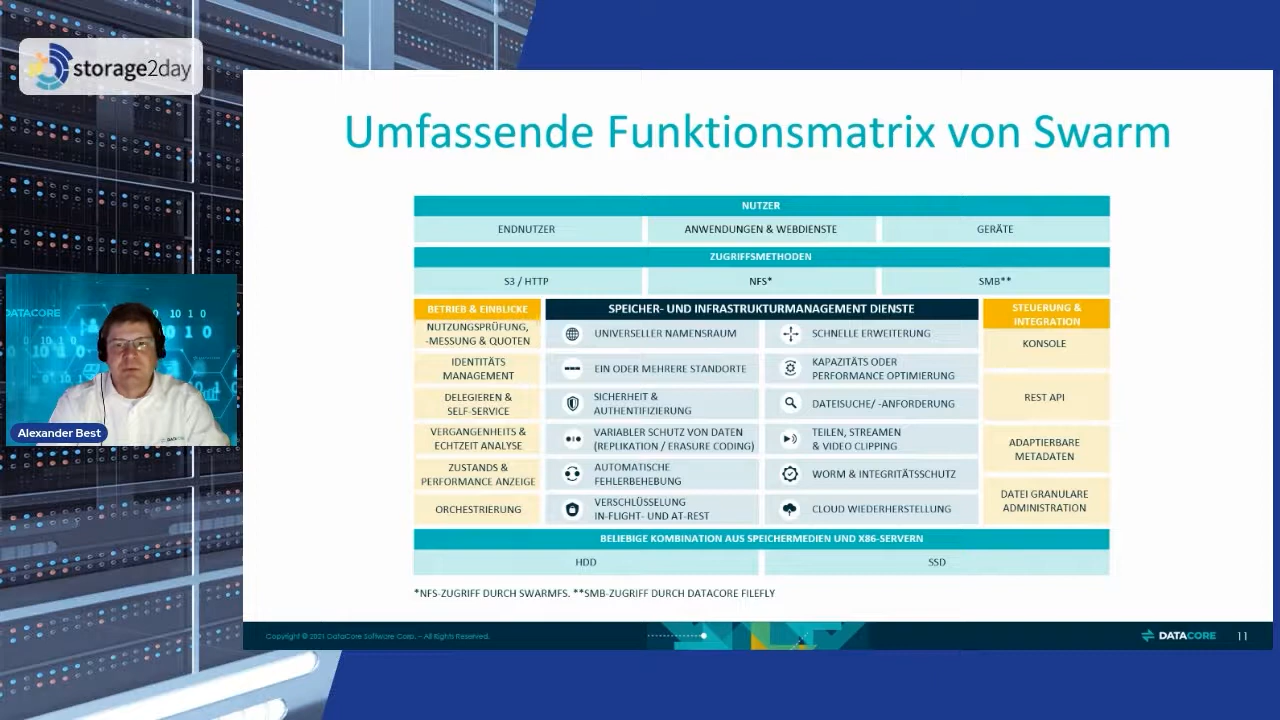 storage2day
Umfassende Funktionsmatrix von Swarm
NUTZER
ENDNUTZER
ANWENDUNGEN & WEBDIENSTE
GERÄTE
ZUGRIFFSMETHODEN
S3 / HTTP
NFS*
SMB**
BETRIEB & EINBLICKE
NUTZUNGSPRÜFUNG,
-MESSUNG & QUOTEN
IDENTITÄTS
MANAGEMENT
DELEGIEREN &
SELF-SERVICE
VERGANGENHEITS &
ECHTZEIT ANALYSE
ZUSTANDS &
PERFORMANCE ANZEIGE
ORCHESTRIERUNG
SPEICHER- UND INFRASTRUKTURMANAGEMENT DIENSTE
UNIVERSELLER NAMENSRAUM
SCHNELLE ERWEITERUNG
EIN ODER MEHRERE STANDORTE
KAPAZITÄTS ODER
PERFORMANCE OPTIMIERUNG
SICHERHEIT &
AUTHENTIFIZIERUNG
DATEISUCHE/ -ANFORDERUNG
VARIABLER SCHUTZ VON DATEN
(REPLIKATION / ERASURE CODING)
TEILEN, STREAMEN
& VIDEO CLIPPING
AUTOMATISCHE
FEHLERBEHEBUNG
WORM & INTEGRITÄTSSCHUTZ
VERSCHLÜSSELUNG
IN-FLIGHT- UND AT-REST
CLOUD WIEDERHERSTELLUNG
STEUERUNG &
INTEGRATION
KONSOLE
REST API
ADAPTIERBARE
METADATEN
DATEI GRANULARE
ADMINISTRATION
BELIEBIGE KOMBINATION AUS SPEICHERMEDIEN UND X86-SERVERN
HDD
SSD
*NFS-ZUGRIFF DURCH SWARMFS. **SMB-ZUGRIFF DURCH DATACORE FILEFLY
Copyright © 2021 DataCore Software Corp. – All Rights Reserved.
DATACORE
11
DATACORE
Alexander Best